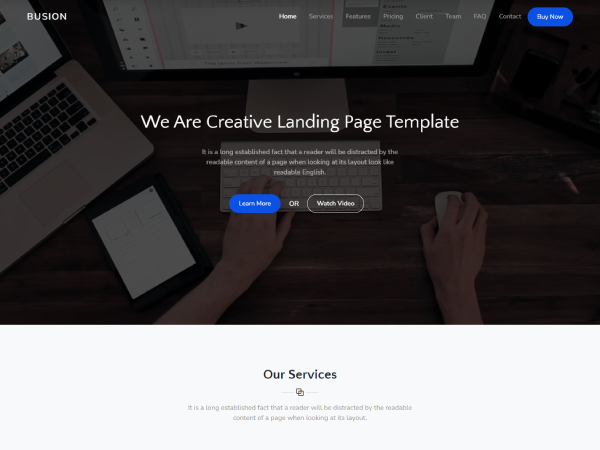 BUSION
Home Services Features Pricing Client Team FAQ Contact Buy Now
We Are Creative Landing Page Template
It is a long established fact that a reader will be distracted by the
readable content of a page when looking at its layout look like
readable English.
Learn More OR Watch Video
Our Services
It is a long established fact that a reader will be distracted by the readable
content of a page when looking at its layout.